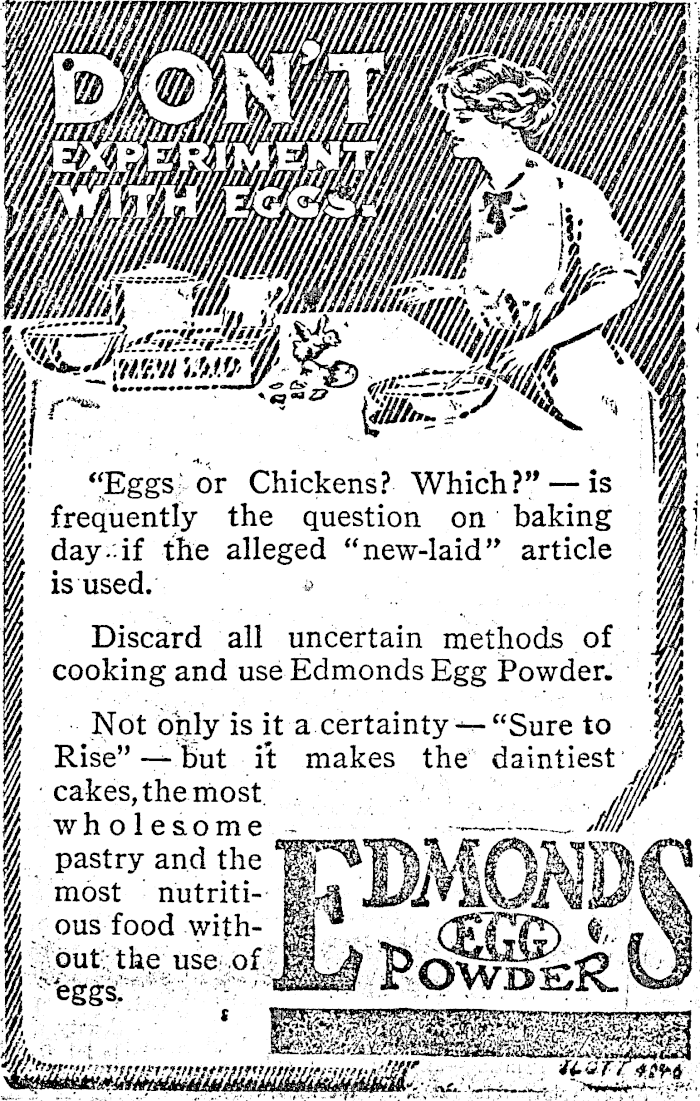 DON'T
EXPERIMENT
WITH EGGS.
NEW LAID
"Eggs or Chickens? Which?" — is
frequently the question on baking
day if the alleged "new-laid" article
is used.
Discard all uncertain methods of
cooking and use Edmonds Egg Powder.
Not only is it a certainty — "Sure to
Rise" — but it makes the daintiest
cakes, the most
wholesome
pastry and the
most nutriti-
ous food with-
out the use of
eggs.
EDMOND'S
EGG
POWDER